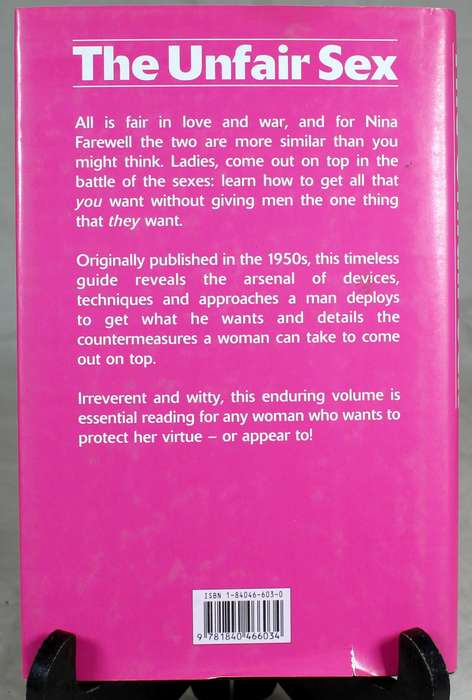 The Unfair Sex
All is fair in love and war, and for Nina
Farewell the two are more similar than you
might think. Ladies, come out on top in the
battle of the sexes: learn how to get all that
you want without giving men the one thing
that they want.
Originally published in the 1950s, this timeless
guide reveals the arsenal of devices,
techniques and approaches a man deploys
to get what he wants and details the
countermeasures a woman can take to come
out on top.
Irreverent and witty, this enduring volume is
essential reading for any woman who wants to
protect her virtue – or appear to!
ISBN 1-84046-603-0
9 781840 466034